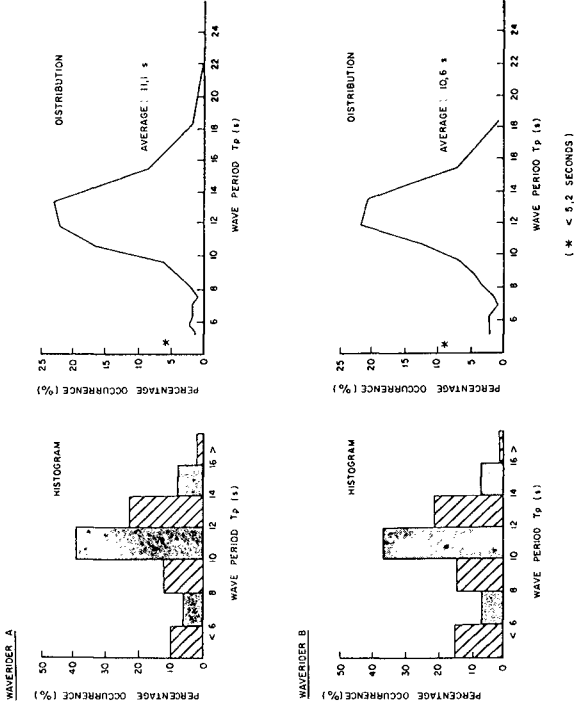 WAVERIDER A
HISTOGRAM
PERCENTAGE OCCURRENCE (%)
50
40
30
20
10
0
< 6 8 10 12 14 16 >
WAVE PERIOD Tp (s)
DISTRIBUTION
AVERAGE : 11,1 s
PERCENTAGE OCCURRENCE (%)
25
20
15
10
5
0
*
6 8 10 12 14 16 18 20 22 24
WAVE PERIOD Tp (s)
WAVERIDER B
HISTOGRAM
PERCENTAGE OCCURRENCE (%)
50
40
30
20
10
0
< 6 8 10 12 14 16 >
WAVE PERIOD Tp (s)
DISTRIBUTION
AVERAGE : 10,6 s
PERCENTAGE OCCURRENCE (%)
25
20
15
10
5
0
*
6 8 10 12 14 16 18 20 22 24
WAVE PERIOD Tp (s)
( * < 5,2 SECONDS )